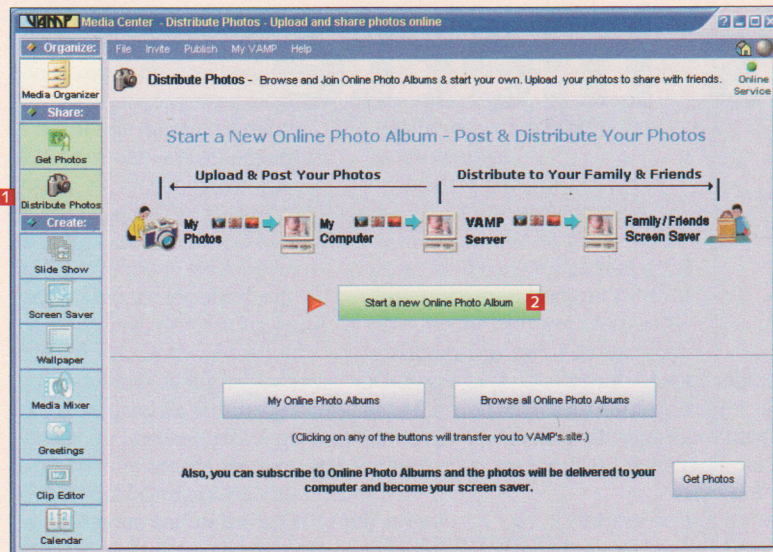 VAMP Media Center - Distribute Photos - Upload and share photos online
Organize:
File Invite Publish My VAMP Help
Media Organizer
Distribute Photos - Browse and Join Online Photo Albums & start your own. Upload your photos to share with friends.
Online
Service
Share:
Get Photos
1
Distribute Photos
Create:
Slide Show
Screen Saver
Wallpaper
Media Mixer
Greetings
Clip Editor
1 2
Calendar
Start a New Online Photo Album - Post & Distribute Your Photos
Upload & Post Your Photos
Distribute to Your Family & Friends
My
Photos
My
Computer
VAMP
Server
Family/Friends
Screen Saver
Start a new Online Photo Album 2
My Online Photo Albums
Browse all Online Photo Albums
(Clicking on any of the buttons will transfer you to VAMP's site.)
Also, you can subscribe to Online Photo Albums and the photos will be delivered to your
computer and become your screen saver.
Get Photos